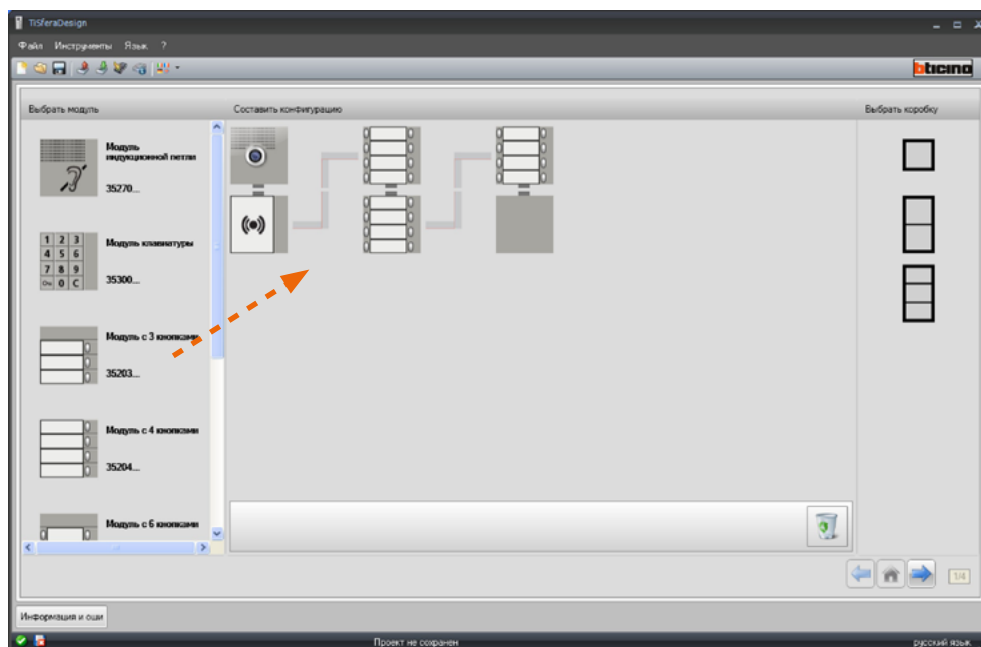 TiSferaDesign
Файл Инструменты Язык ?
bticino
Выбрать модуль
Составить конфигурацию
Выбрать коробку
Модуль
индукционной петли
35270...
1 2 3
4 5 6
7 8 9
0 C
Модуль клавиатуры
35300...
Модуль с 3 кнопками
35203...
Модуль с 4 кнопками
35204...
Модуль с 6 кнопками
1/4
Информация и оши
Проект не сохранен
русский язык